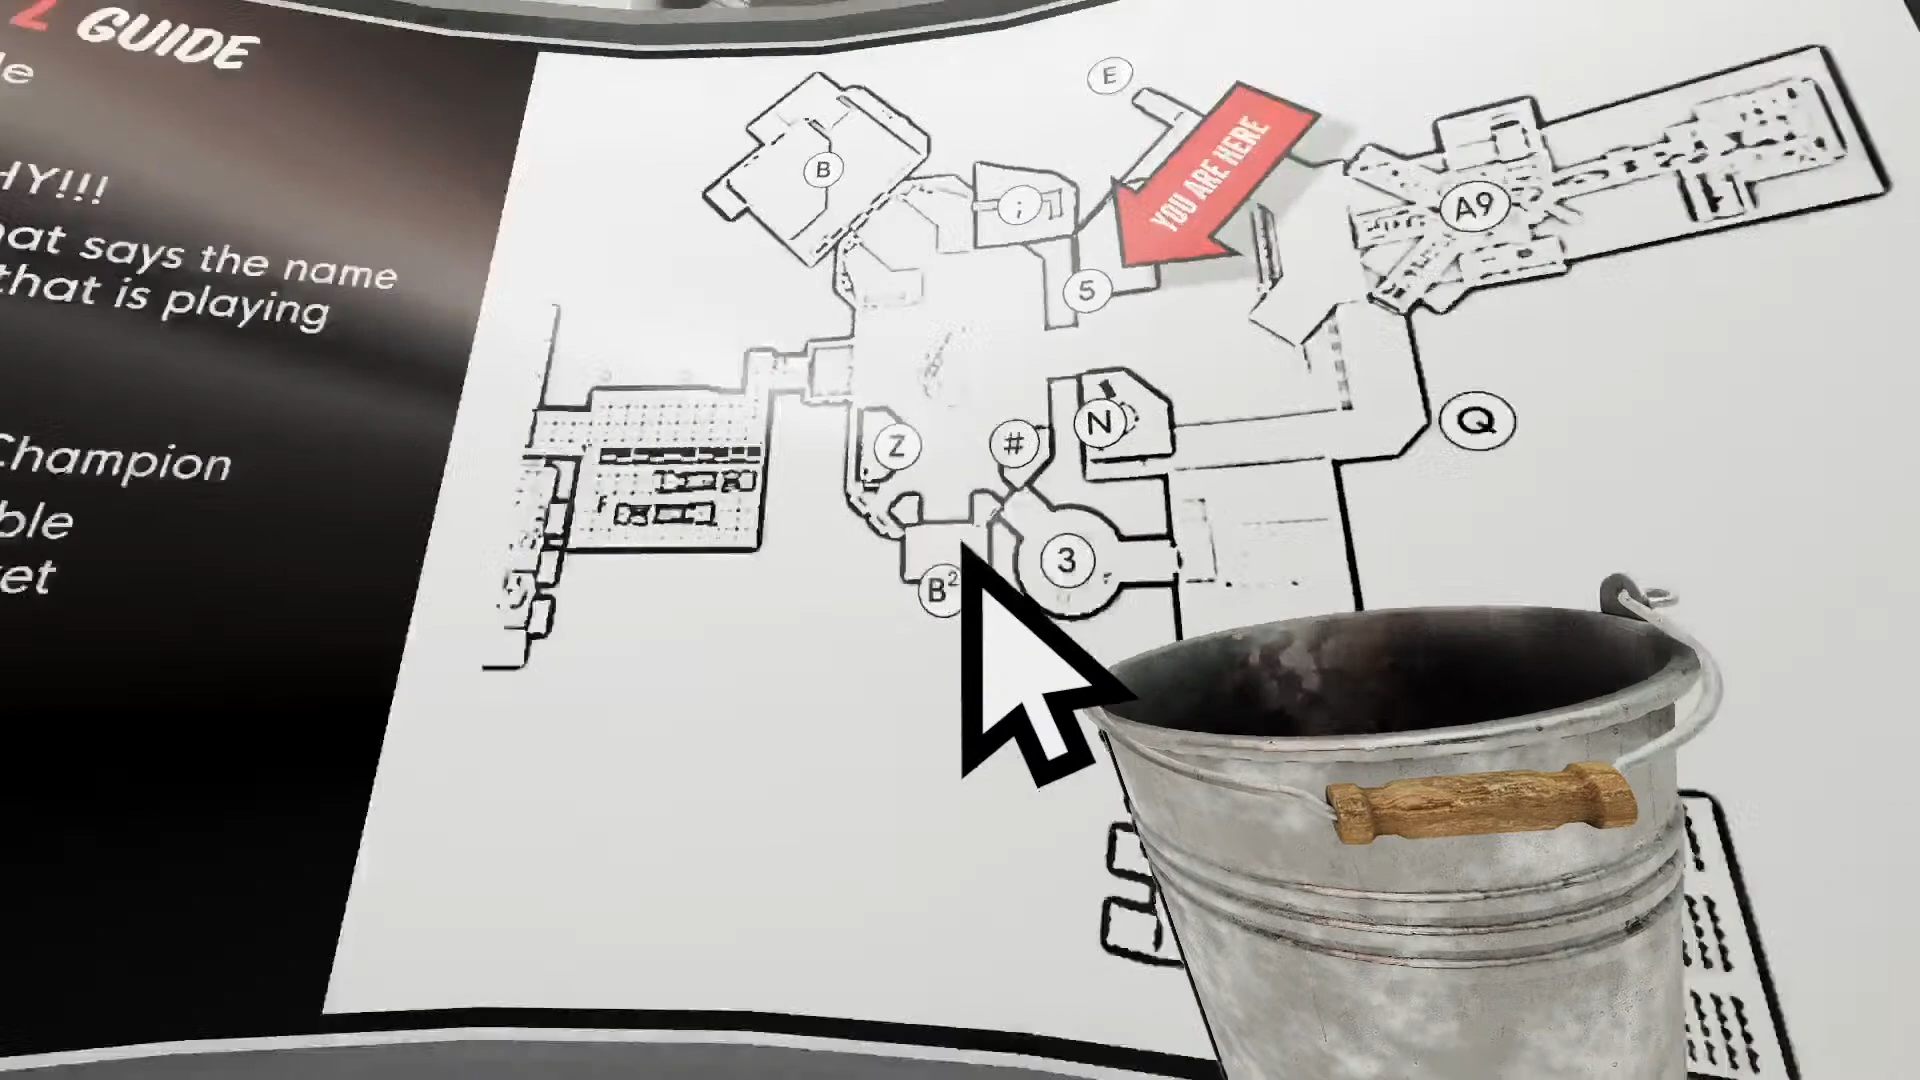 GUIDE
HY!!!
hat says the name
that is playing
Champion
ble
et
E
B
YOU ARE HERE
;
A9
5
N
Q
Z
#
3
B²